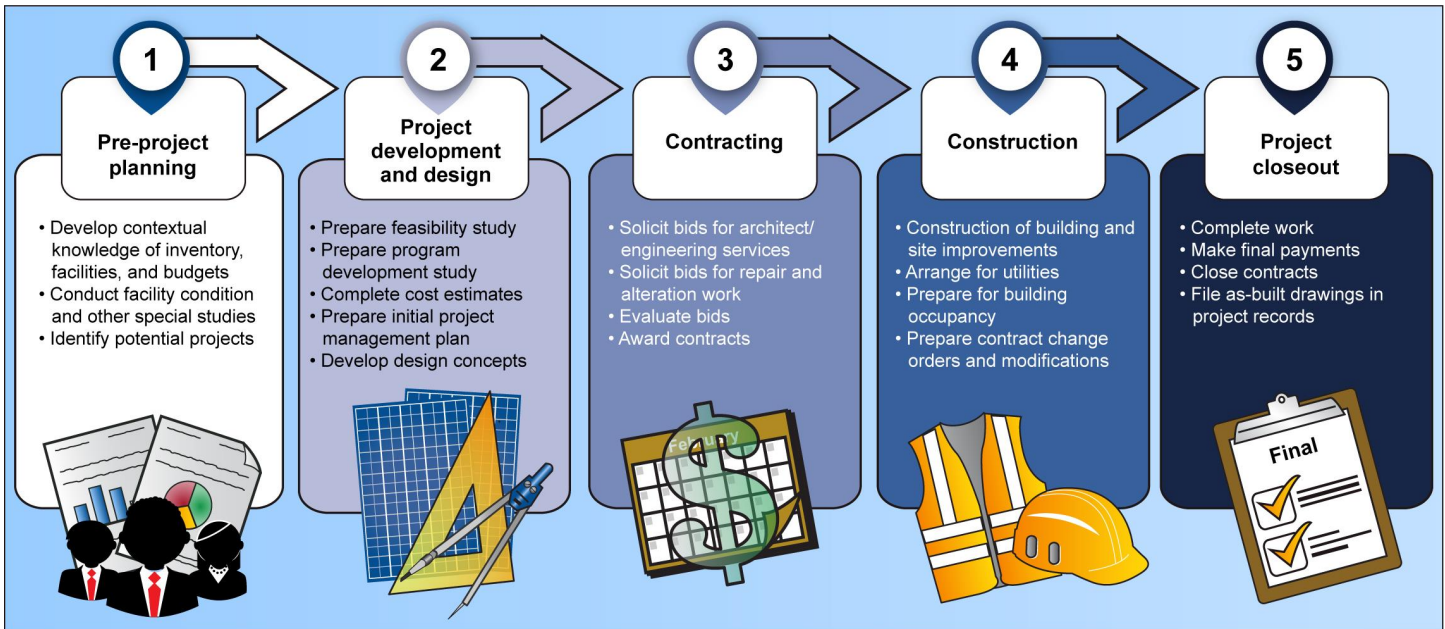 1
Pre-project
planning
• Develop contextual
knowledge of inventory,
facilities, and budgets
• Conduct facility condition
and other special studies
• Identify potential projects
2
Project
development
and design
• Prepare feasibility study
• Prepare program
development study
• Complete cost estimates
• Prepare initial project
management plan
• Develop design concepts
3
Contracting
• Solicit bids for architect/
engineering services
• Solicit bids for repair and
alteration work
• Evaluate bids
• Award contracts
February
$
4
Construction
• Construction of building and
site improvements
• Arrange for utilities
• Prepare for building
occupancy
• Prepare contract change
orders and modifications
5
Project
closeout
• Complete work
• Make final payments
• Close contracts
• File as-built drawings in
project records
Final